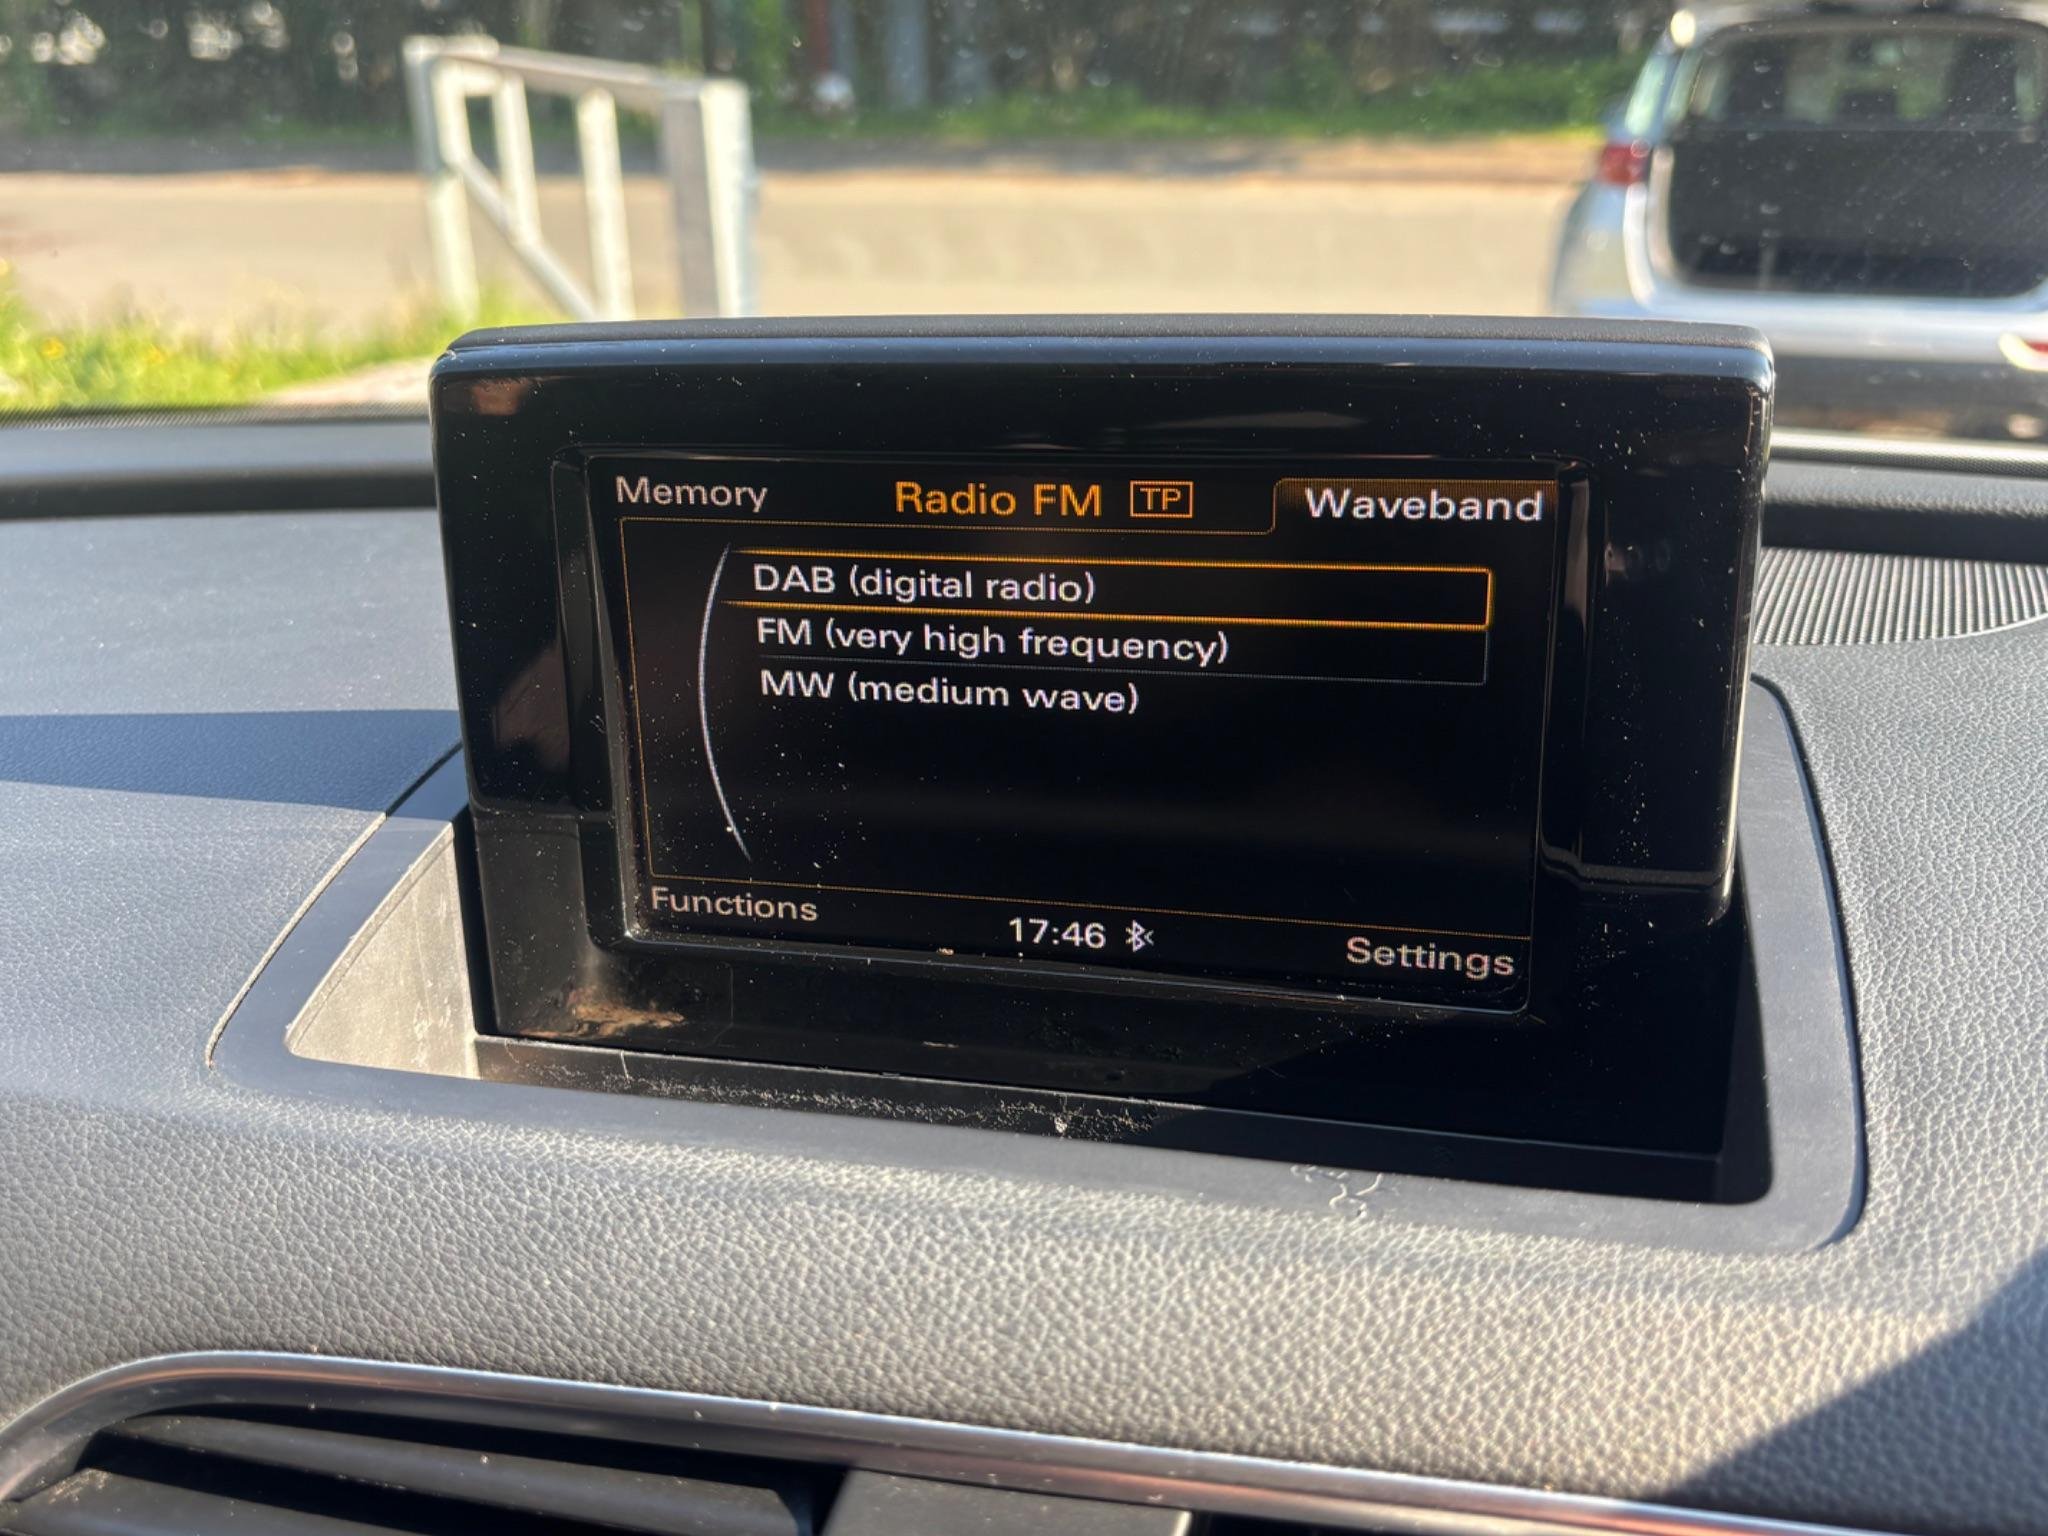 Memory Radio FM TP Waveband
DAB (digital radio)
FM (very high frequency)
MW (medium wave)
Functions 17:46 Settings